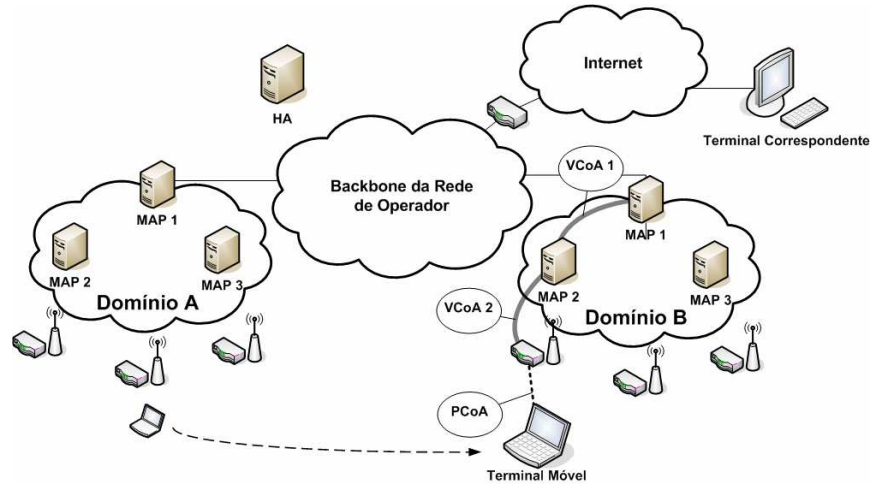 Internet
HA
Terminal Correspondente
VCoA 1
Backbone da Rede
de Operador
MAP 1
MAP 1
MAP 2
MAP 3
MAP 2
MAP 3
Domínio A
VCoA 2
Domínio B
PCoA
Terminal Móvel